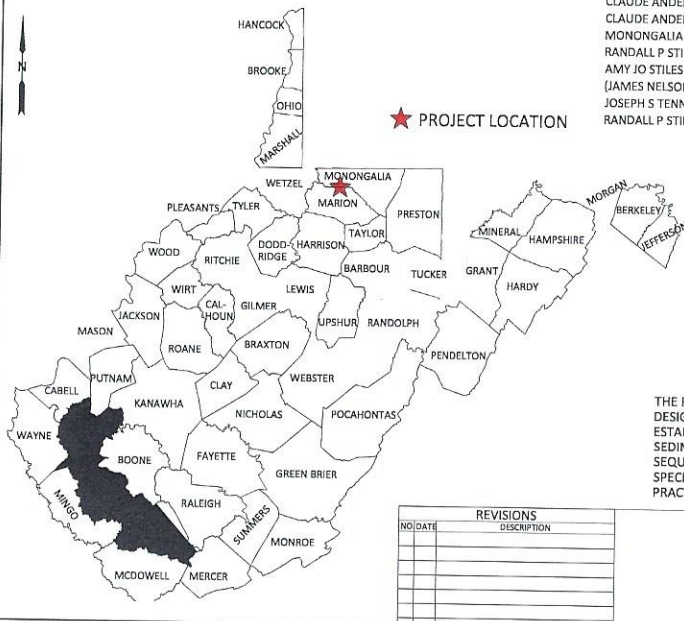 CLAUDE ANDE
CLAUDE ANDE
MONONGALIA
RANDALL P STI
AMY JO STILES
(JAMES NELSO
JOSEPH S TENN
RANDALL P STI
N
PROJECT LOCATION
HANCOCK
BROOKE
OHIO
MARSHALL
WETZEL
MONONGALIA
MARION
PRESTON
PLEASANTS
TYLER
MORGAN
BERKELEY
JEFFERSON
MINERAL
HAMPSHIRE
WOOD
RITCHIE
DODD-
RIDGE
HARRISON
TAYLOR
BARBOUR
TUCKER
GRANT
HARDY
WIRT
CAL-
HOUN
GILMER
LEWIS
UPSHUR
RANDOLPH
MASON
JACKSON
ROANE
BRAXTON
PENDELTON
CABELL
PUTNAM
KANAWHA
CLAY
WEBSTER
NICHOLAS
POCAHONTAS
WAYNE
BOONE
FAYETTE
GREEN BRIER
MINGO
RALEIGH
SUMMERS
MONROE
MCDOWELL
MERCER
THE
DESIG
ESTAB
SEDIM
SEQU
SPECI
PRACT
REVISIONS
NO DATE DESCRIPTION